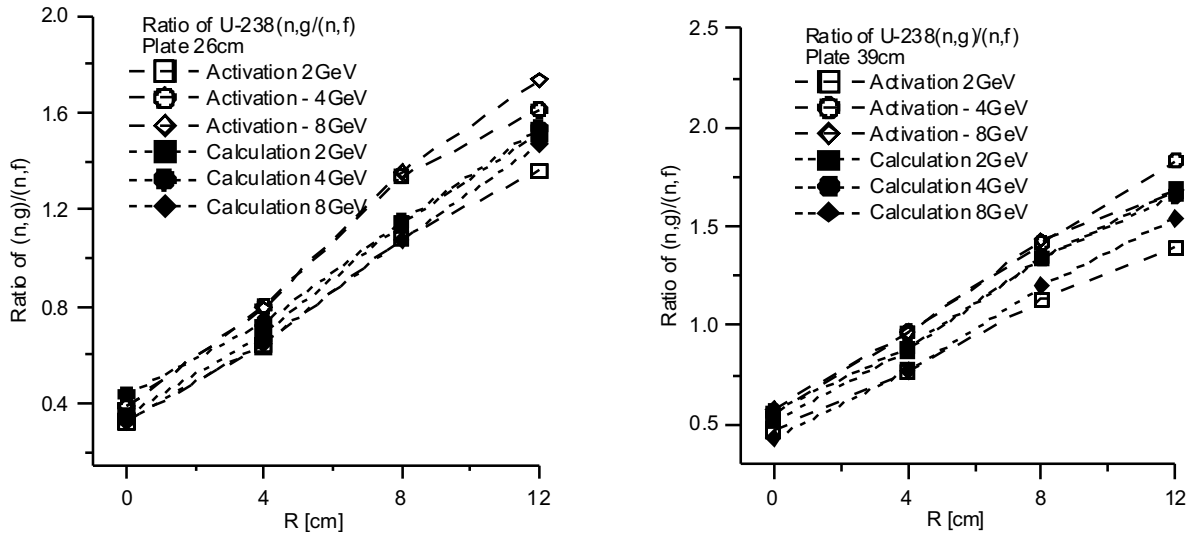 Ratio of U-238(n,g/(n,f)
Plate 26cm
Activation 2GeV
Activation - 4GeV
Activation - 8GeV
Calculation 2GeV
Calculation 4GeV
Calculation 8GeV
2.0
1.6
1.2
0.8
0.4
Ratio of (n,g)/(n,f)
0 4 8 12
R [cm]
Ratio of U-238(n,g)/(n,f)
Plate 39cm
Activation 2GeV
Activation - 4GeV
Activation - 8GeV
Calculation 2GeV
Calculation 4GeV
Calculation 8GeV
2.5
2.0
1.5
1.0
0.5
Ratio of (n,g)/(n,f)
0 4 8 12
R [cm]